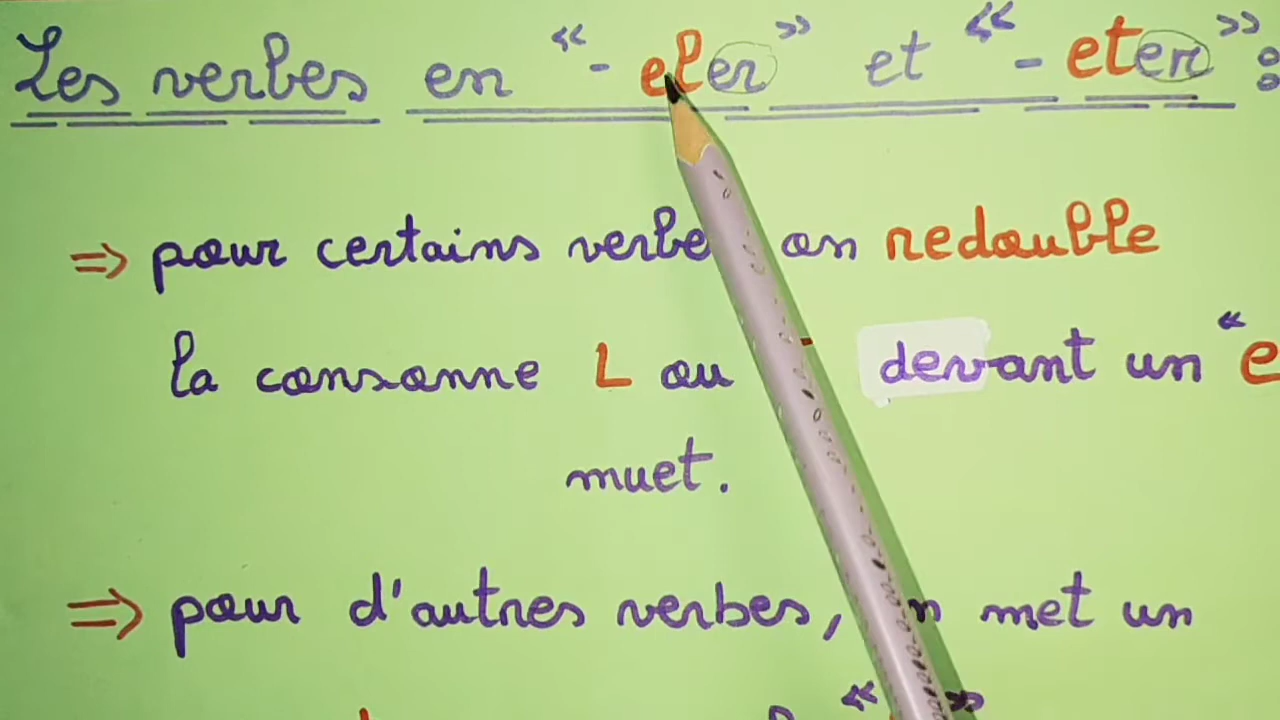 Les verbes en « - eler » et « - eter » :
⇒ pour certains verbe on redouble
la consonne L ou devant un « e
muet.
⇒ pour d'autres verbes, n met un
« »